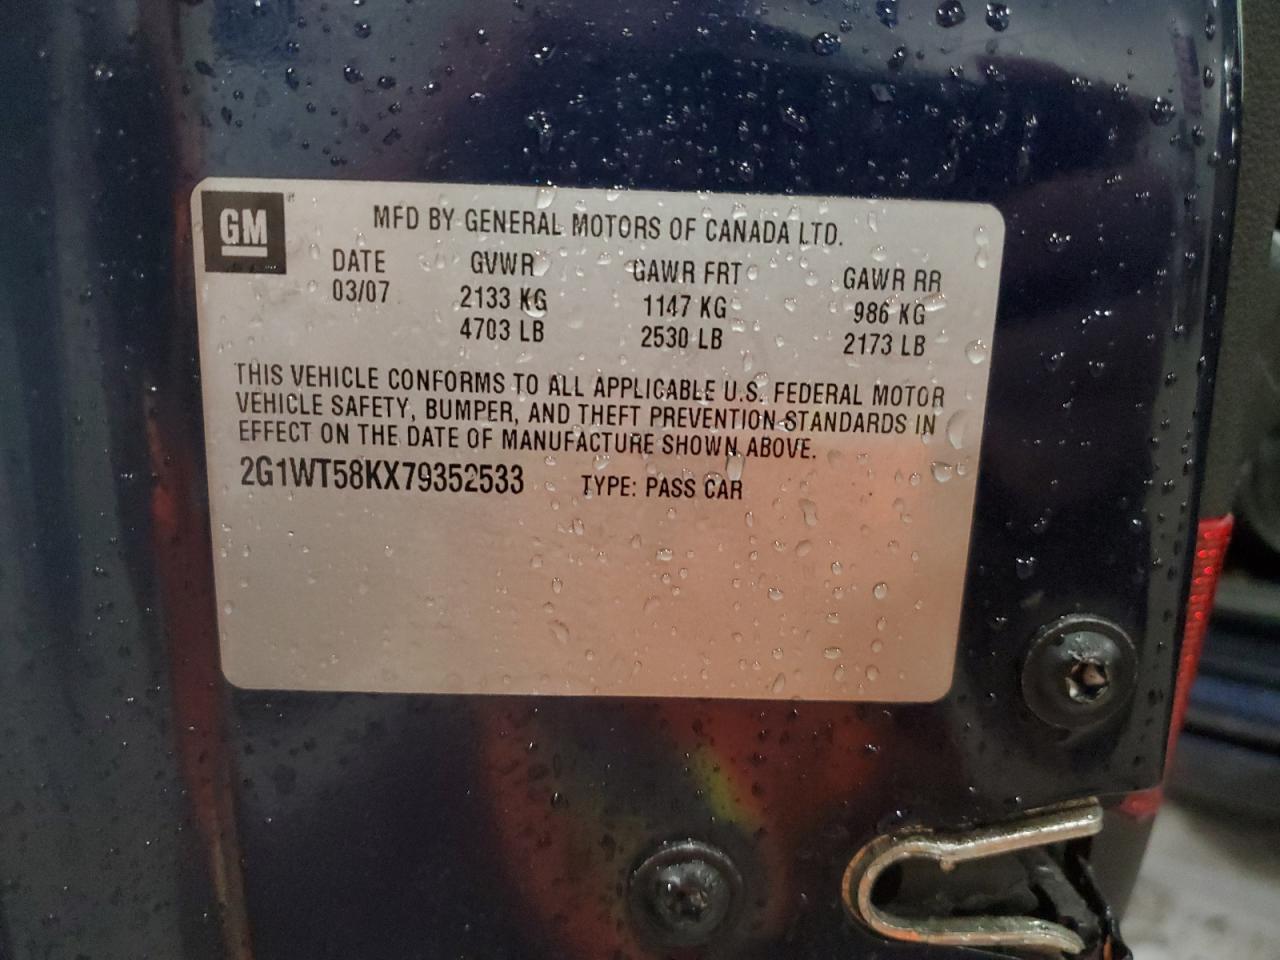 GM
MFD BY GENERAL MOTORS OF CANADA LTD.
DATE GVWR GAWR FRT GAWR RR
03/07 2133 KG 1147 KG 986 KG
4703 LB 2530 LB 2173 LB
THIS VEHICLE CONFORMS TO ALL APPLICABLE U.S. FEDERAL MOTOR
VEHICLE SAFETY, BUMPER, AND THEFT PREVENTION STANDARDS IN
EFFECT ON THE DATE OF MANUFACTURE SHOWN ABOVE.
2G1WT58KX79352533 TYPE: PASS CAR